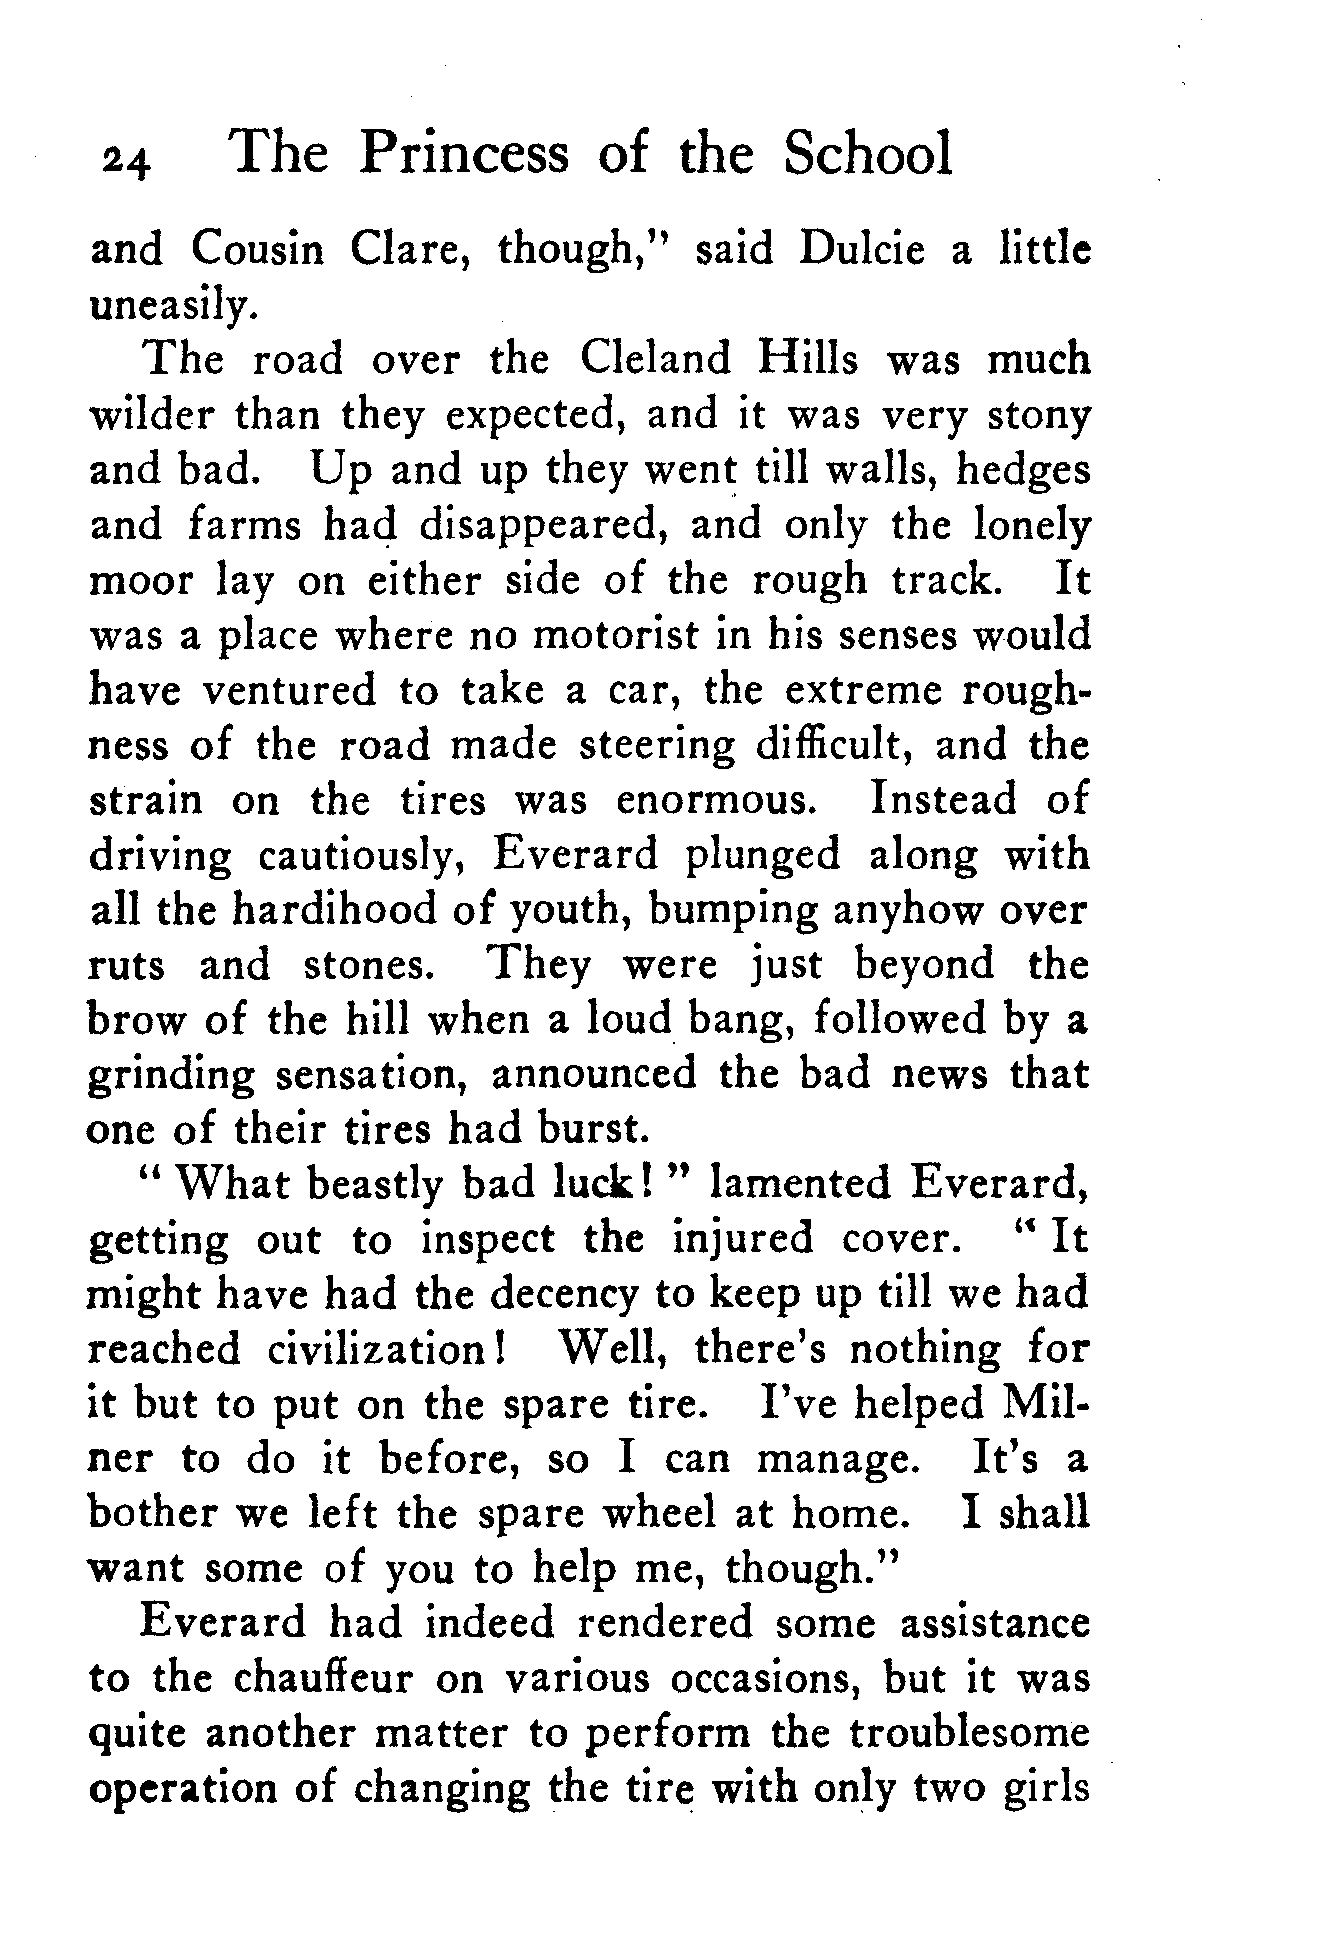 24 The Princess of the School
and Cousin Clare, though,” said Dulcie a little
uneasily.
The road over the Cleland Hills was much
wilder than they expected, and it was very stony
and bad. Up and up they went till walls, hedges
and farms had disappeared, and only the lonely
moor lay on either side of the rough track. It
was a place where no motorist in his senses would
have ventured to take a car, the extreme rough-
ness of the road made steering difficult, and the
strain on the tires was enormous. Instead of
driving cautiously, Everard plunged along with
all the hardihood of youth, bumping anyhow over
ruts and stones. They were just beyond the
brow of the hill when a loud bang, followed by a
grinding sensation, announced the bad news that
one of their tires had burst.
“ What beastly bad luck! ” lamented Everard,
getting out to inspect the injured cover. “ It
might have had the decency to keep up till we had
reached civilization! Well, there’s nothing for
it but to put on the spare tire. I’ve helped Mil-
ner to do it before, so I can manage. It’s a
bother we left the spare wheel at home. I shall
want some of you to help me, though.”
Everard had indeed rendered some assistance
to the chauffeur on various occasions, but it was
quite another matter to perform the troublesome
operation of changing the tire with only two girls